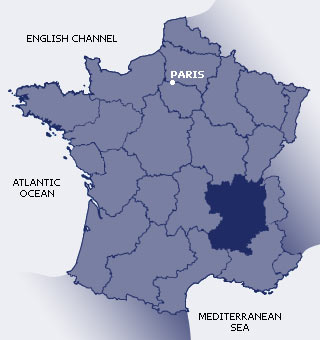 ENGLISH CHANNEL
PARIS
ATLANTIC
OCEAN
MEDITERRANEAN
SEA